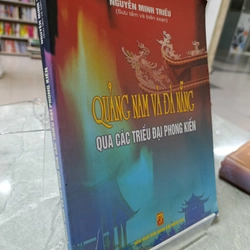 NGUYỄN MINH TRIỀU
(Sưu tầm và biên soạn)
QUẢNG NAM VÀ ĐÀ NẴNG
QUA CÁC TRIỀU ĐẠI PHONG KIẾN